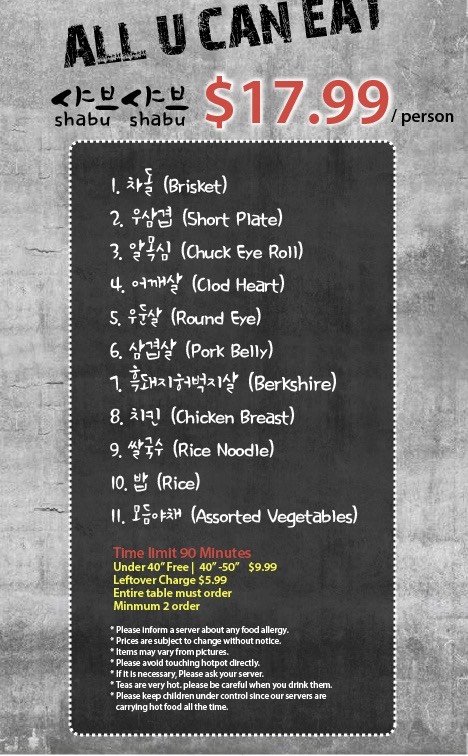 ALL U CAN EAT
샤브샤브 $17.99 / person
shabu shabu
1. 차돌 (Brisket)
2. 우삼겹 (Short Plate)
3. 알목심 (Chuck Eye Roll)
4. 어깨살 (Clod Heart)
5. 우둔살 (Round Eye)
6. 삼겹살 (Pork Belly)
7. 흑돼지뒤벅지살 (Berkshire)
8. 치킨 (Chicken Breast)
9. 쌀국수 (Rice Noodle)
10. 밥 (Rice)
11. 모듬야채 (Assorted Vegetables)
Time limit 90 Minutes
Under 40” Free | 40” -50” $9.99
Leftover Charge $5.99
Entire table must order
Minmum 2 order
* Please inform a server about any food allergy.
* Prices are subject to change without notice.
* Items may vary from pictures.
* Please avoid touching hotpot directly.
* If it is necessary, Please ask your server.
* Teas are very hot. please be careful when you drink them.
* Please keep children under control since our servers are
carrying hot food all the time.